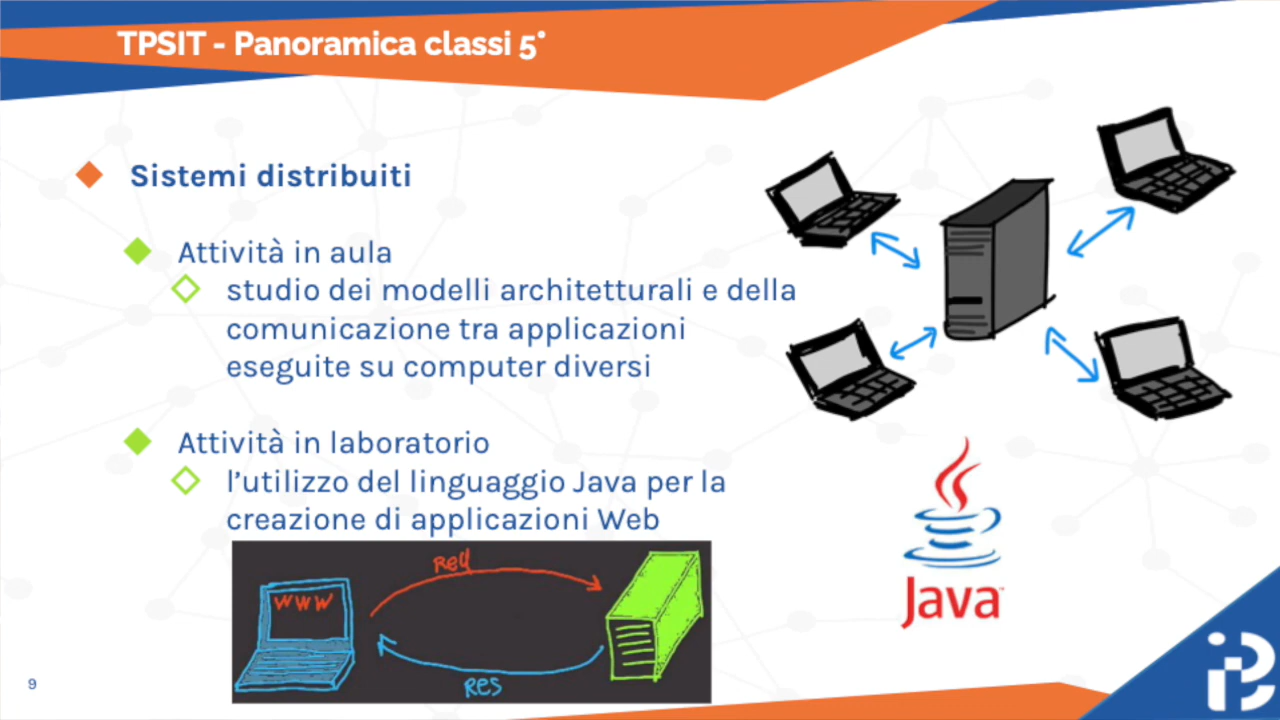 TPSIT - Panoramica classi 5°
Sistemi distribuiti
Attività in aula
studio dei modelli architetturali e della
comunicazione tra applicazioni
eseguite su computer diversi
Attività in laboratorio
l’utilizzo del linguaggio Java per la
creazione di applicazioni Web
Req
WWW
Res
Java
9